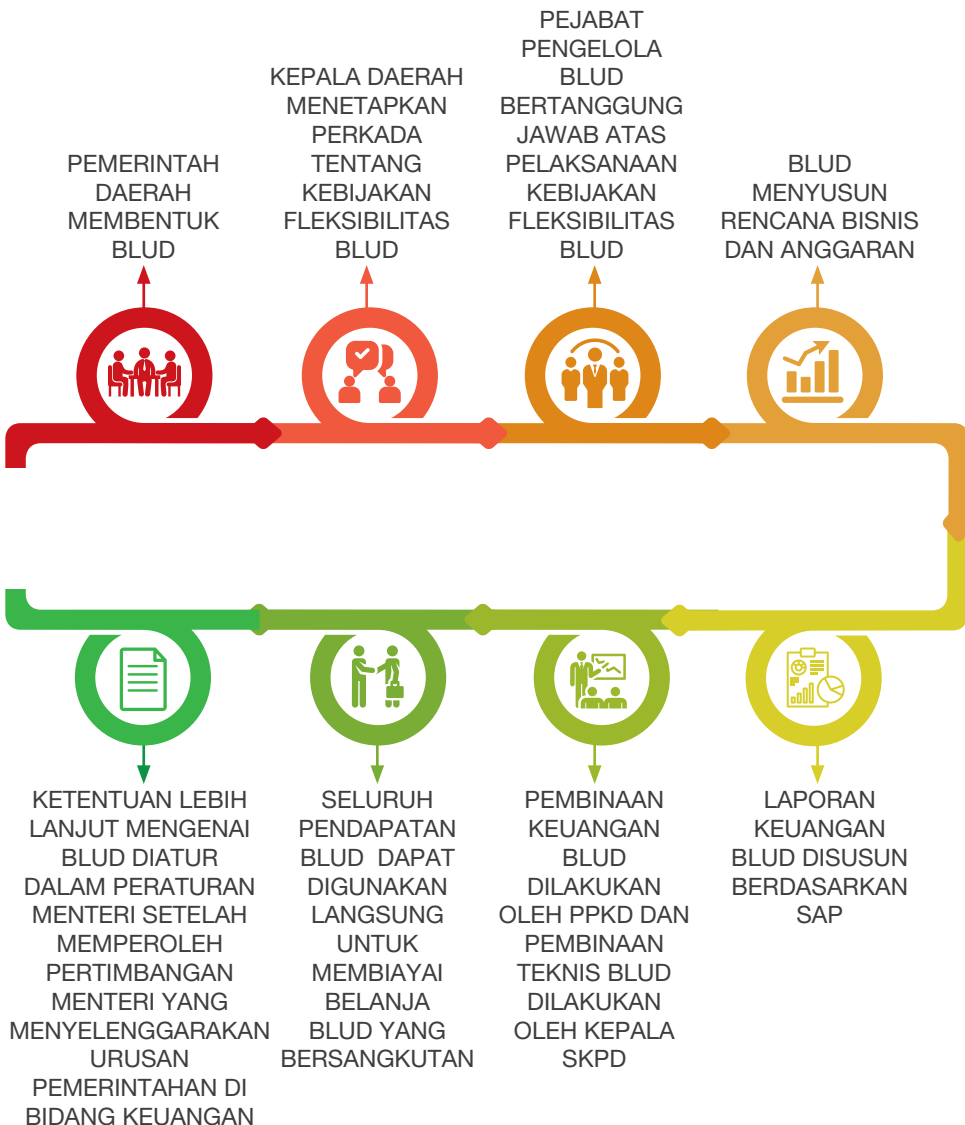 PEMERINTAH
DAERAH
MEMBENTUK
BLUD
KEPALA DAERAH
MENETAPKAN
PERKADA
TENTANG
KEBIJAKAN
FLEKSIBILITAS
BLUD
PEJABAT
PENGELOLA
BLUD
BERTANGGUNG
JAWAB ATAS
PELAKSANAAN
KEBIJAKAN
FLEKSIBILITAS
BLUD
BLUD
MENYUSUN
RENCANA BISNIS
DAN ANGGARAN
LAPORAN
KEUANGAN
BLUD DISUSUN
BERDASARKAN
SAP
PEMBINAAN
KEUANGAN
BLUD
DILAKUKAN
OLEH PPKD DAN
PEMBINAAN
TEKNIS BLUD
DILAKUKAN
OLEH KEPALA
SKPD
SELURUH
PENDAPATAN
BLUD DAPAT
DIGUNAKAN
LANGSUNG
UNTUK
MEMBIAYAI
BELANJA
BLUD YANG
BERSANGKUTAN
KETENTUAN LEBIH
LANJUT MENGENAI
BLUD DIATUR
DALAM PERATURAN
MENTERI SETELAH
MEMPEROLEH
PERTIMBANGAN
MENTERI YANG
MENYELENGGARAKAN
URUSAN
PEMERINTAHAN DI
BIDANG KEUANGAN